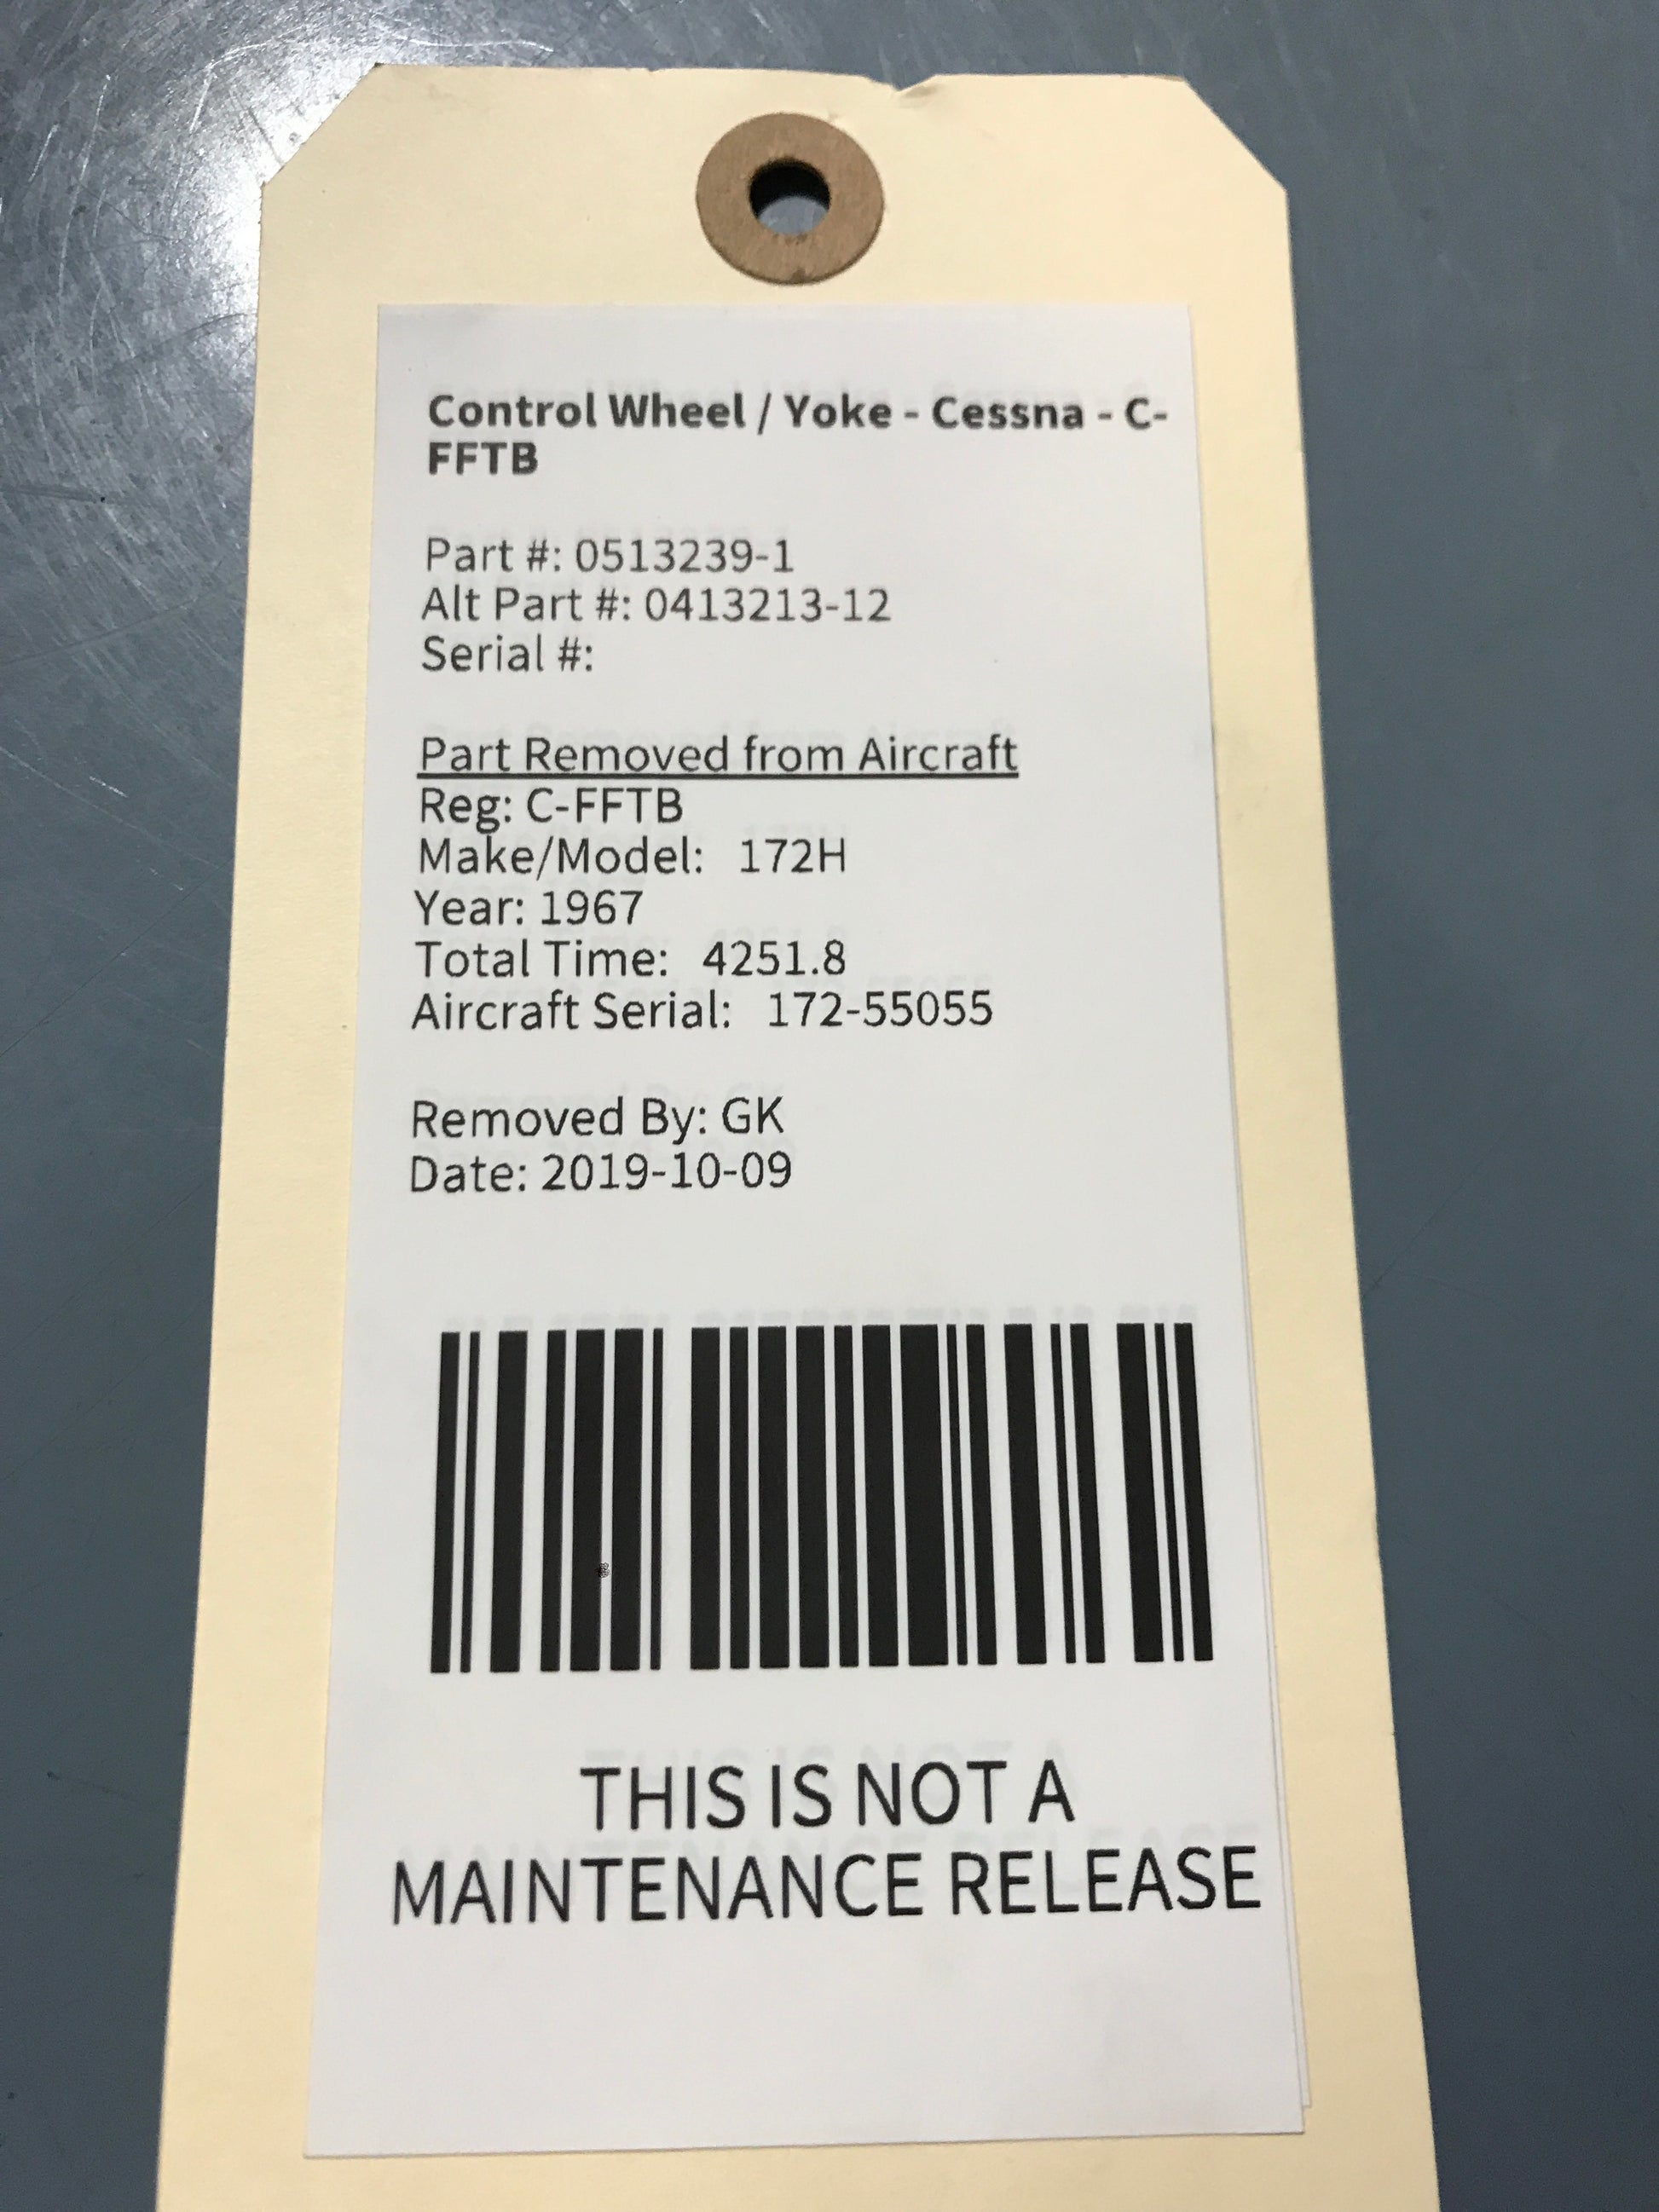 Control Wheel / Yoke - Cessna - C-
FFTB
Part #: 0513239-1
Alt Part #: 0413213-12
Serial #:
Part Removed from Aircraft
Reg: C-FFTB
Make/Model: 172H
Year: 1967
Total Time: 4251.8
Aircraft Serial: 172-55055
Removed By: GK
Date: 2019-10-09
THIS IS NOT A
MAINTENANCE RELEASE